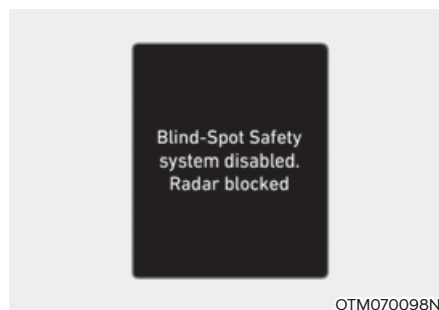 Blind-Spot Safety
system disabled.
Radar blocked
OTM070098N